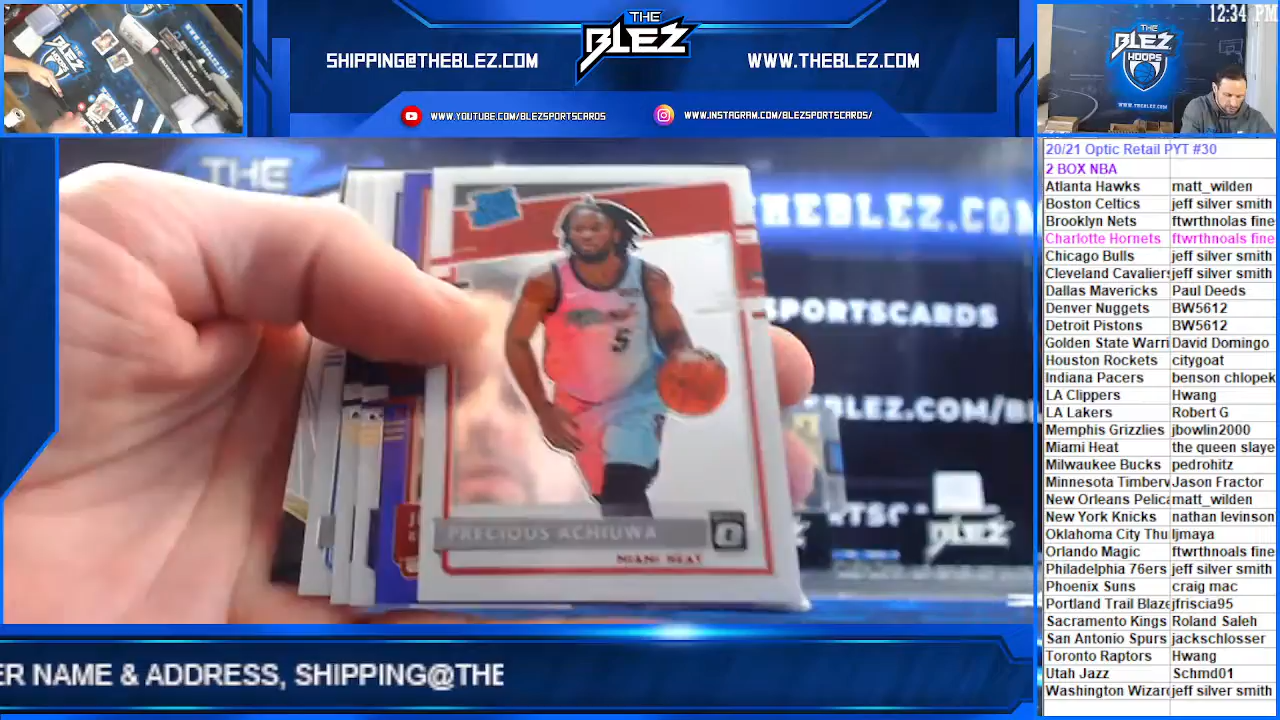 THE
BLEZ
SHIPPING@THEBLEZ.COM
WWW.THEBLEZ.COM
WWW.YOUTUBE.COM/BLEZSPORTSCARDS
WWW.INSTAGRAM.COM/BLEZSPORTSCARDS/
12:34 PM
THE
BLEZ
HOOPS
WWW.THEBLEZ.COM
THE
THEBLEZ.CO
SPORTSCARDS
BLEZ.COM/B
5
PRECIOUS ACHIUWA
MIAMI HEAT
ER NAME & ADDRESS, SHIPPING@THE
20/21 Optic Retail PYT #30
2 BOX NBA
Atlanta Hawks matt_wilden
Boston Celtics jeff silver smith
Brooklyn Nets ftwrthnolas fine
Charlotte Hornets ftwrthnoals fine
Chicago Bulls jeff silver smith
Cleveland Cavaliers jeff silver smith
Dallas Mavericks Paul Deeds
Denver Nuggets BW5612
Detroit Pistons BW5612
Golden State Warri David Domingo
Houston Rockets citygoat
Indiana Pacers benson chlopek
LA Clippers Hwang
LA Lakers Robert G
Memphis Grizzlies jbowlin2000
Miami Heat the queen slaye
Milwaukee Bucks pedrohitz
Minnesota Timberv Jason Fractor
New Orleans Pelica matt_wilden
New York Knicks nathan levinson
Oklahoma City Thu ljmaya
Orlando Magic ftwrthnoals fine
Philadelphia 76ers jeff silver smith
Phoenix Suns craig mac
Portland Trail Blaze jfriscia95
Sacramento Kings Roland Saleh
San Antonio Spurs jackschlosser
Toronto Raptors Hwang
Utah Jazz Schmd01
Washington Wizard jeff silver smith